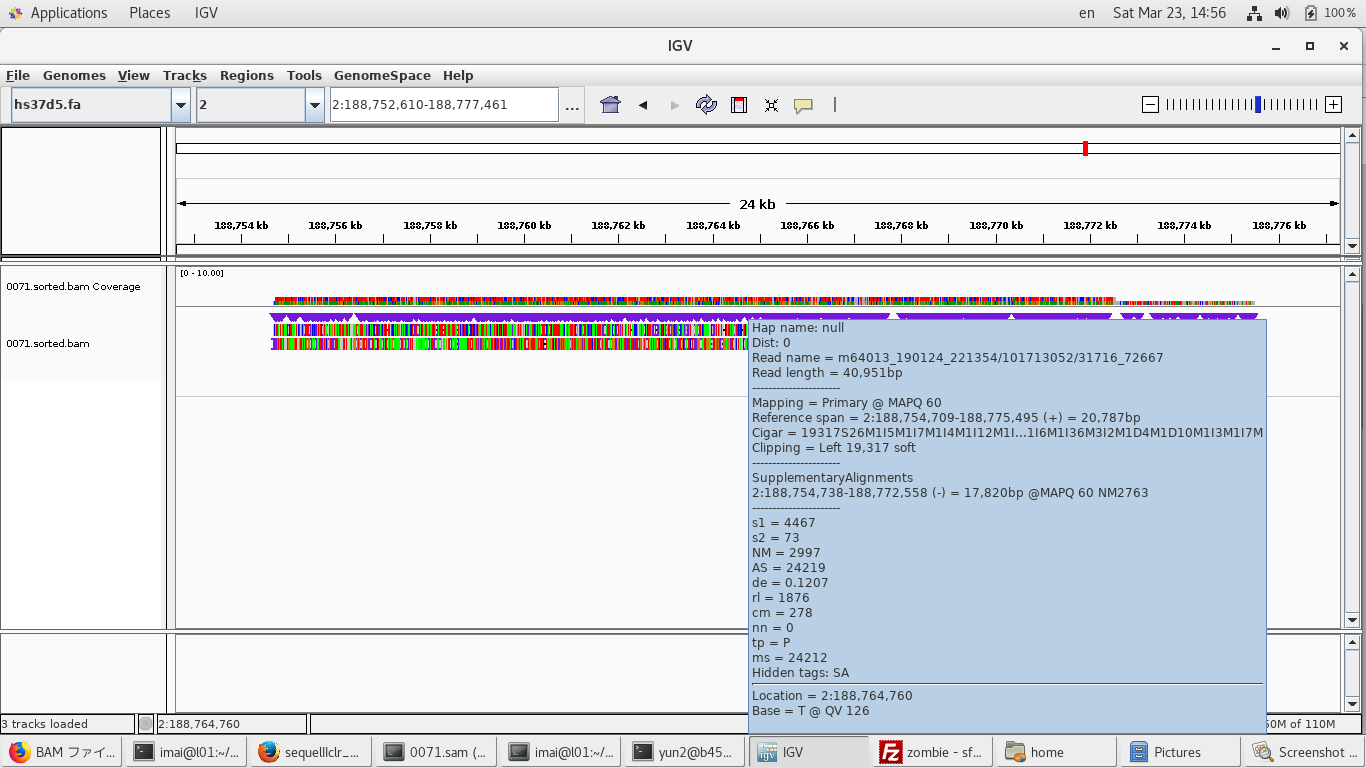 Applications Places IGV en Sat Mar 23, 14:56 100%
IGV
File Genomes View Tracks Regions Tools GenomeSpace Help
hs37d5.fa 2 2:188,752,610-188,777,461 ...
24 kb
188,754 kb 188,756 kb 188,758 kb 188,760 kb 188,762 kb 188,764 kb 188,766 kb 188,768 kb 188,770 kb 188,772 kb 188,774 kb 188,776 kb
[0 - 10.00]
0071.sorted.bam Coverage
0071.sorted.bam
Hap name: null
Dist: 0
Read name = m64013_190124_221354/101713052/31716_72667
Read length = 40,951bp
----------------------
Mapping = Primary @ MAPQ 60
Reference span = 2:188,754,709-188,775,495 (+) = 20,787bp
Cigar = 19317S26M1I5M1I7M1I4M1I12M1I...1I6M1I36M3I2M1D4M1D10M1I3M1I7M
Clipping = Left 19,317 soft
----------------------
SupplementaryAlignments
2:188,754,738-188,772,558 (-) = 17,820bp @MAPQ 60 NM2763
----------------------
s1 = 4467
s2 = 73
NM = 2997
AS = 24219
de = 0.1207
rl = 1876
cm = 278
nn = 0
tp = P
ms = 24212
Hidden tags: SA
Location = 2:188,764,760
Base = T @ QV 126
3 tracks loaded 2:188,764,760 of 110M
BAM ファイ... imai@l01:~/... sequelIclr_... 0071.sam (... imai@l01:~/... yun2@b45... IGV zombie - sf... home Pictures Screenshot ...